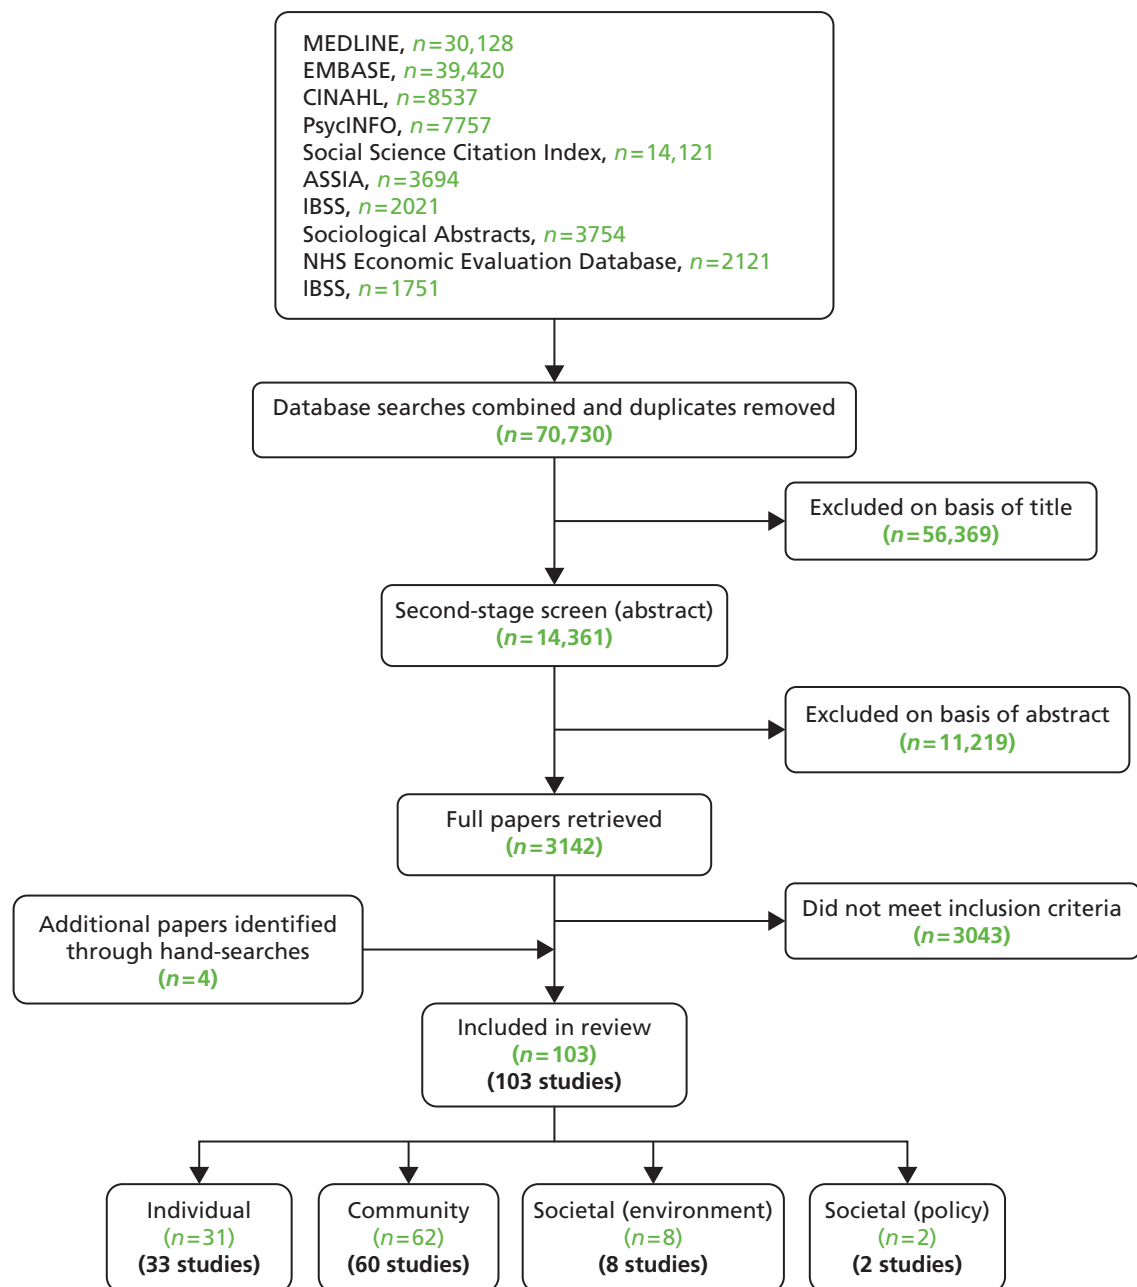 MEDLINE, n=30,128
EMBASE, n=39,420
CINAHL, n=8537
PsycINFO, n=7757
Social Science Citation Index, n=14,121
ASSIA, n=3694
IBSS, n=2021
Sociological Abstracts, n=3754
NHS Economic Evaluation Database, n=2121
IBSS, n=1751
Database searches combined and duplicates removed
(n=70,730)
Excluded on basis of title
(n=56,369)
Second-stage screen (abstract)
(n=14,361)
Excluded on basis of abstract
(n=11,219)
Full papers retrieved
(n=3142)
Did not meet inclusion criteria
(n=3043)
Additional papers identified
through hand-searches
(n=4)
Included in review
(n=103)
(103 studies)
Individual
(n=31)
(33 studies)
Community
(n=62)
(60 studies)
Societal (environment)
(n=8)
(8 studies)
Societal (policy)
(n=2)
(2 studies)